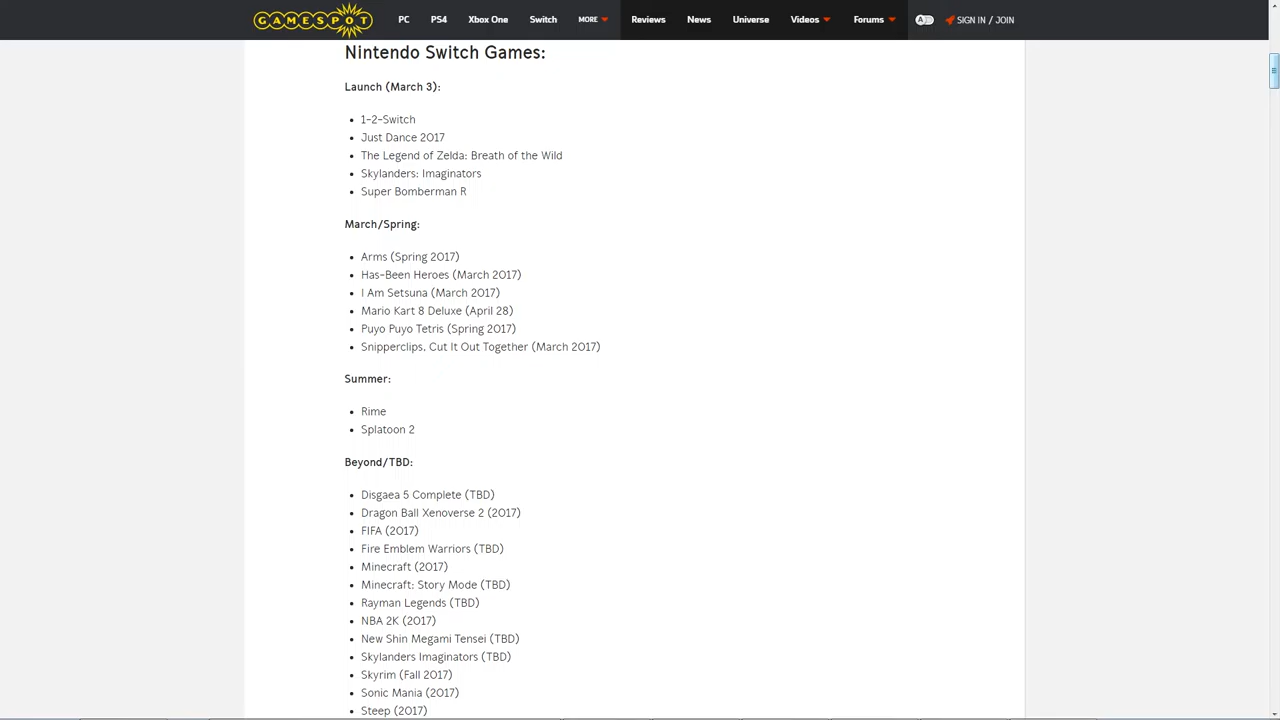 GAMESPOT
PC PS4 Xbox One Switch MORE Reviews News Universe Videos Forums A SIGN IN / JOIN
Nintendo Switch Games:
Launch (March 3):
1-2-Switch
Just Dance 2017
The Legend of Zelda: Breath of the Wild
Skylanders: Imaginators
Super Bomberman R
March/Spring:
Arms (Spring 2017)
Has-Been Heroes (March 2017)
I Am Setsuna (March 2017)
Mario Kart 8 Deluxe (April 28)
Puyo Puyo Tetris (Spring 2017)
Snipperclips. Cut It Out Together (March 2017)
Summer:
Rime
Splatoon 2
Beyond/TBD:
Disgaea 5 Complete (TBD)
Dragon Ball Xenoverse 2 (2017)
FIFA (2017)
Fire Emblem Warriors (TBD)
Minecraft (2017)
Minecraft: Story Mode (TBD)
Rayman Legends (TBD)
NBA 2K (2017)
New Shin Megami Tensei (TBD)
Skylanders Imaginators (TBD)
Skyrim (Fall 2017)
Sonic Mania (2017)
Steep (2017)